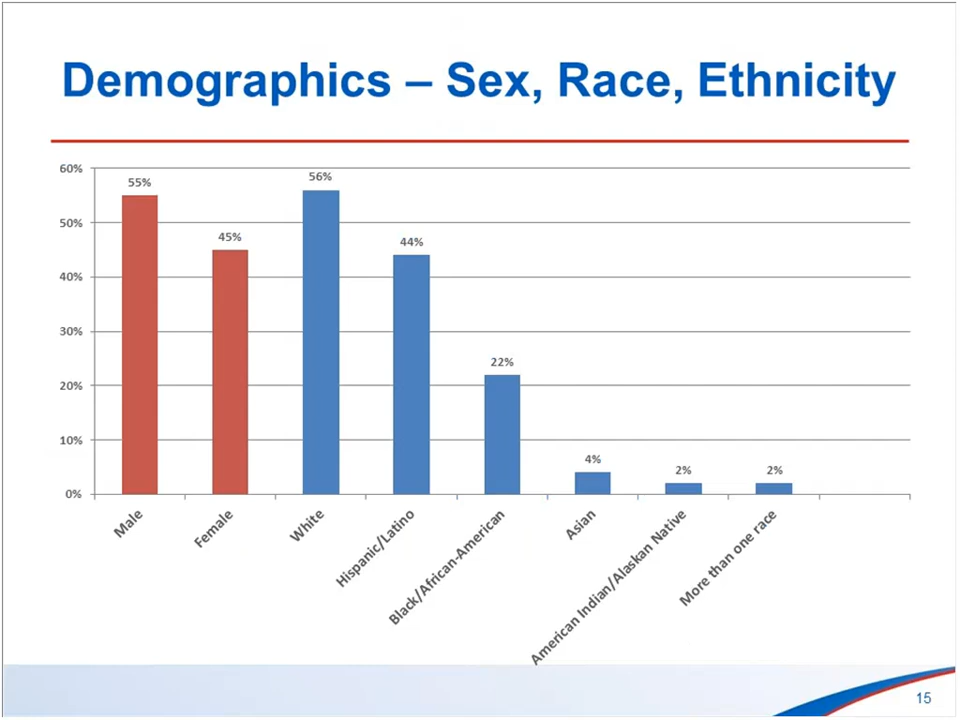 Demographics – Sex, Race, Ethnicity
60%
50%
40%
30%
20%
10%
0%
55%
45%
56%
44%
22%
4%
2%
2%
Male
Female
White
Hispanic/Latino
Black/African-American
Asian
American Indian/Alaskan Native
More than one race
15